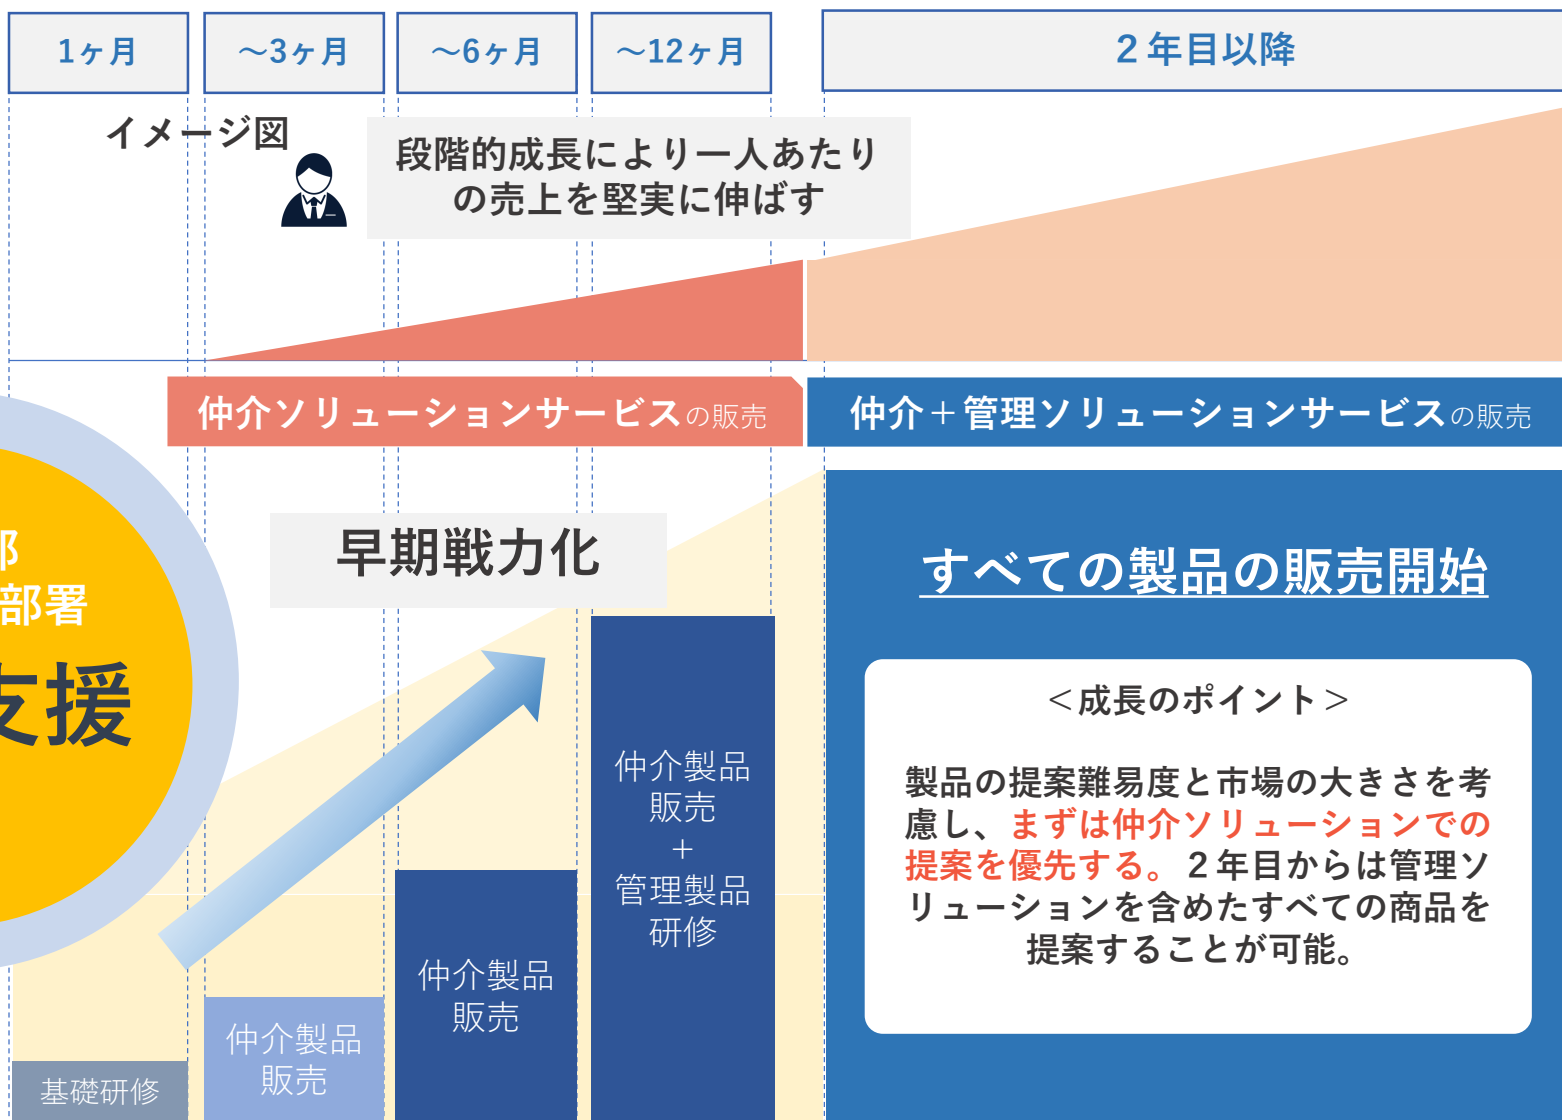 1ヶ月
～3ヶ月
～6ヶ月
～12ヶ月
２年目以降
イメージ図
段階的成長により一人あたり
の売上を堅実に伸ばす
仲介ソリューションサービスの販売
仲介＋管理ソリューションサービスの販売
部署
支援
早期戦力化
すべての製品の販売開始
＜成長のポイント＞
製品の提案難易度と市場の大きさを考
慮し、まずは仲介ソリューションでの
提案を優先する。２年目からは管理ソ
リューションを含めたすべての商品を
提案することが可能。
基礎研修
仲介製品
販売
仲介製品
販売
仲介製品
販売
＋
管理製品
研修